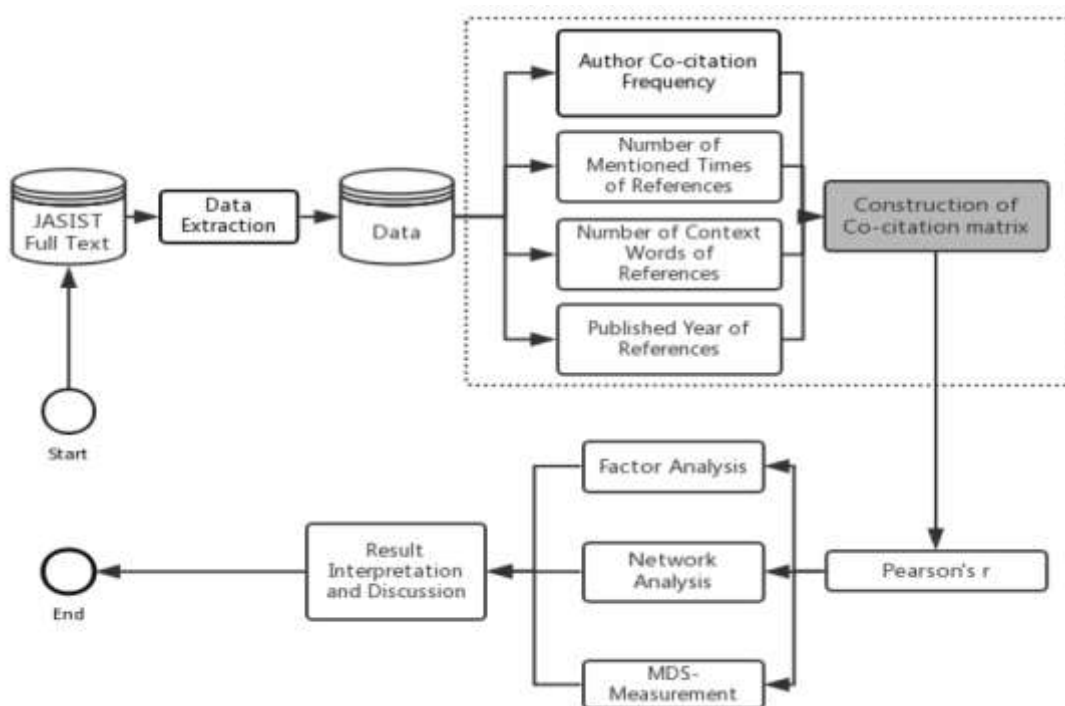 Author Co-citation
Frequency
Number of
Mentioned Times
of References
Number of Context
Words of
References
Published Year of
References
JASIST
Full Text
Data
Extraction
Data
Construction of
Co-citation matrix
Start
Factor Analysis
Network
Analysis
MDS-
Measurement
Pearson's r
Result
Interpretation
and Discussion
End